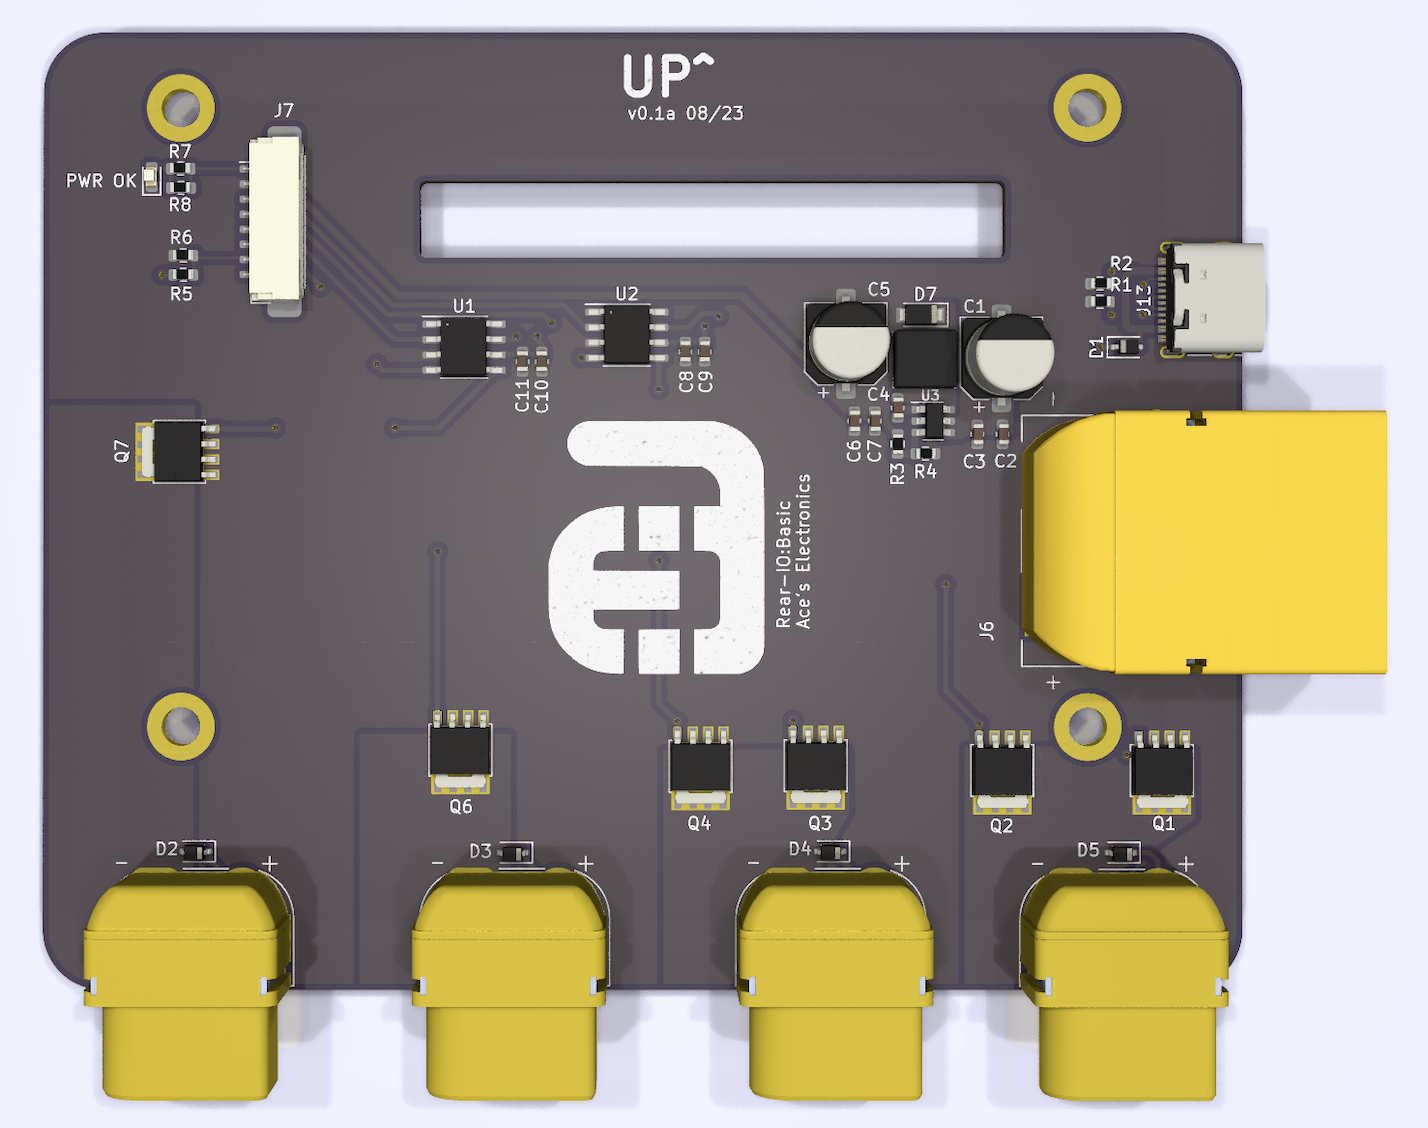 UP^
v0.1a 08/23
J7
R7
PWR OK
R8
R6
R5
U1
U2
C11
C10
C8
C9
C5
D7
C1
C4
U3
+
+
C6
C7
R3
R4
C3
C2
R2
R1
J13
D1
Q7
Rear-IO:Basic
Ace's Electronics
-
J6
+
Q6
Q4
Q3
Q2
Q1
D2
- +
D3
- +
D4
- +
D5
- +